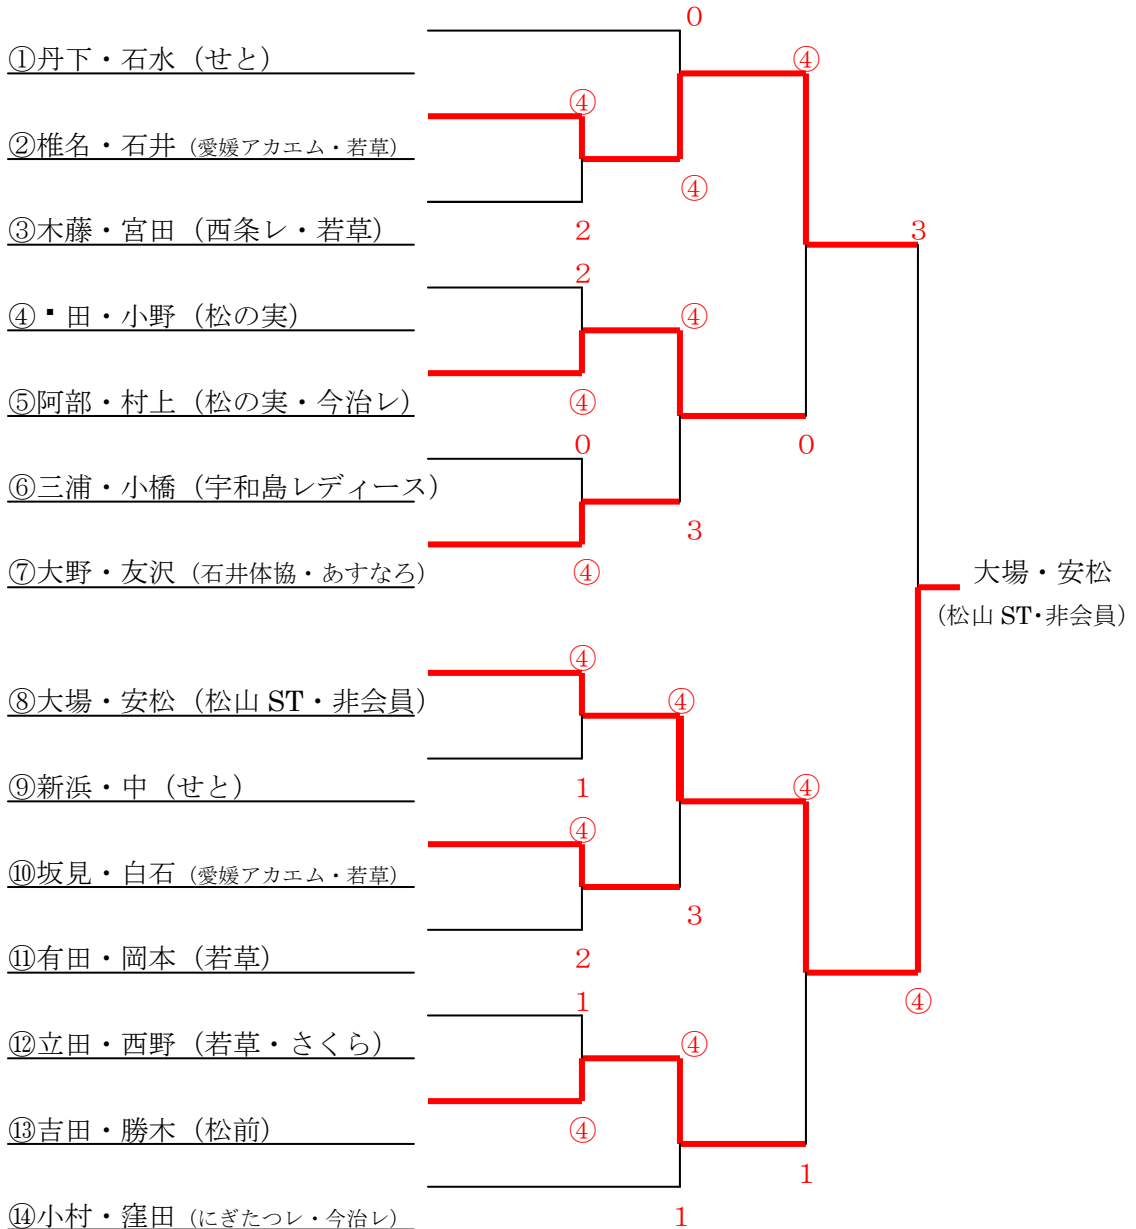 0
①丹下・石水（せと）
④
④
②椎名・石井（愛媛アカエム・若草）
④
③木藤・宮田（西条レ・若草）
2
3
2
④ 田・小野（松の実）
④
⑤阿部・村上（松の実・今治レ）
④
0
0
⑥三浦・小橋（宇和島レディース）
3
⑦大野・友沢（石井体協・あすなろ）
④
大場・安松
（松山 ST・非会員）
④
⑧大場・安松（松山 ST・非会員）
④
⑨新浜・中（せと）
1
④
④
⑩坂見・白石（愛媛アカエム・若草）
3
⑪有田・岡本（若草）
2
1
④
⑫立田・西野（若草・さくら）
④
⑬吉田・勝木（松前）
④
1
⑭小村・窪田（にぎたつレ・今治レ）
1